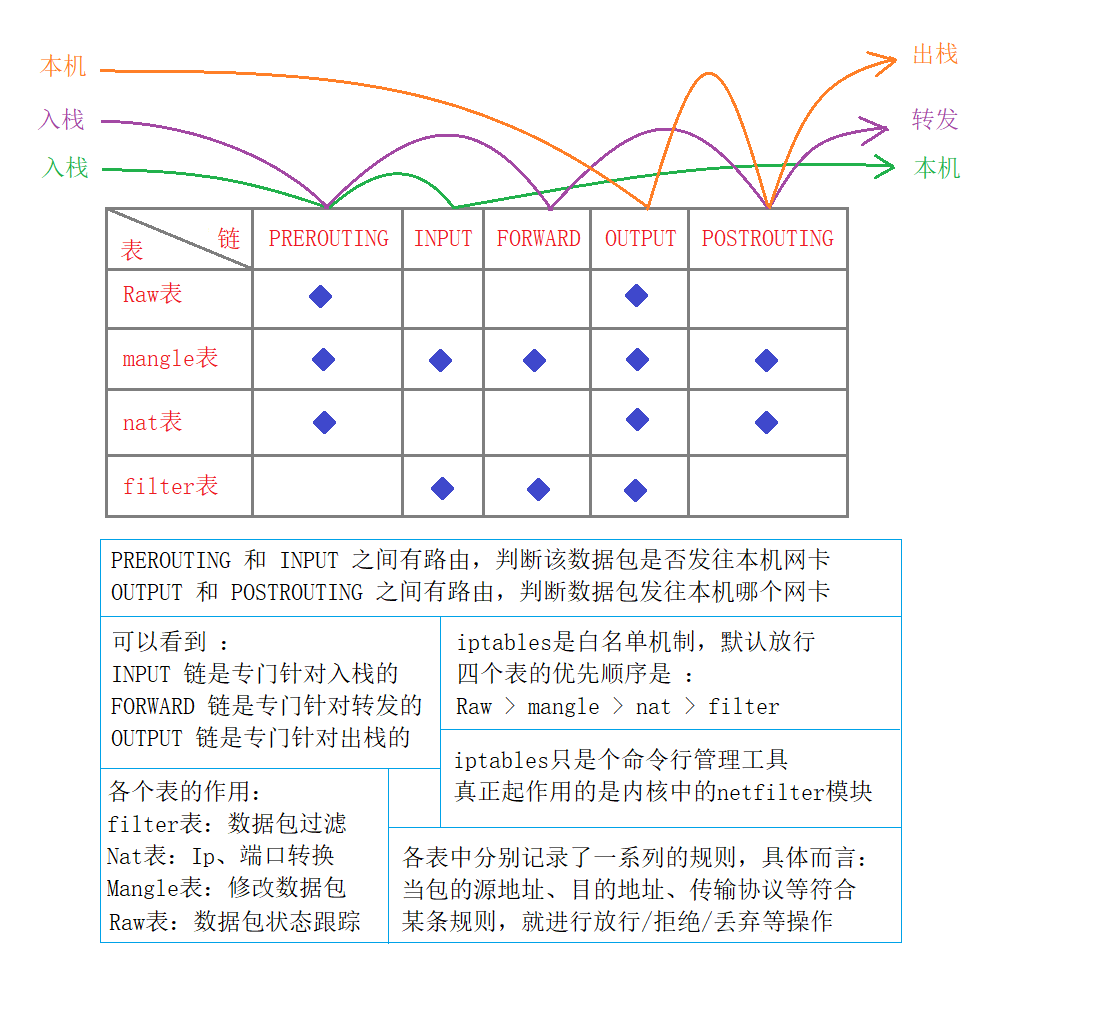 本机
出栈
入栈
转发
入栈
本机
链
表
PREROUTING
INPUT
FORWARD
OUTPUT
POSTROUTING
Raw表
mangle表
nat表
filter表
PREROUTING 和 INPUT 之间有路由，判断该数据包是否发往本机网卡
OUTPUT 和 POSTROUTING 之间有路由，判断数据包发往本机哪个网卡
可以看到 ：
INPUT 链是专门针对入栈的
FORWARD 链是专门针对转发的
OUTPUT 链是专门针对出栈的
iptables是白名单机制，默认放行
四个表的优先顺序是 ：
Raw > mangle > nat > filter
iptables只是个命令行管理工具
真正起作用的是内核中的netfilter模块
各个表的作用：
filter表：数据包过滤
Nat表：Ip、端口转换
Mangle表：修改数据包
Raw表：数据包状态跟踪
各表中分别记录了一系列的规则，具体而言：
当包的源地址、目的地址、传输协议等符合
某条规则，就进行放行/拒绝/丢弃等操作